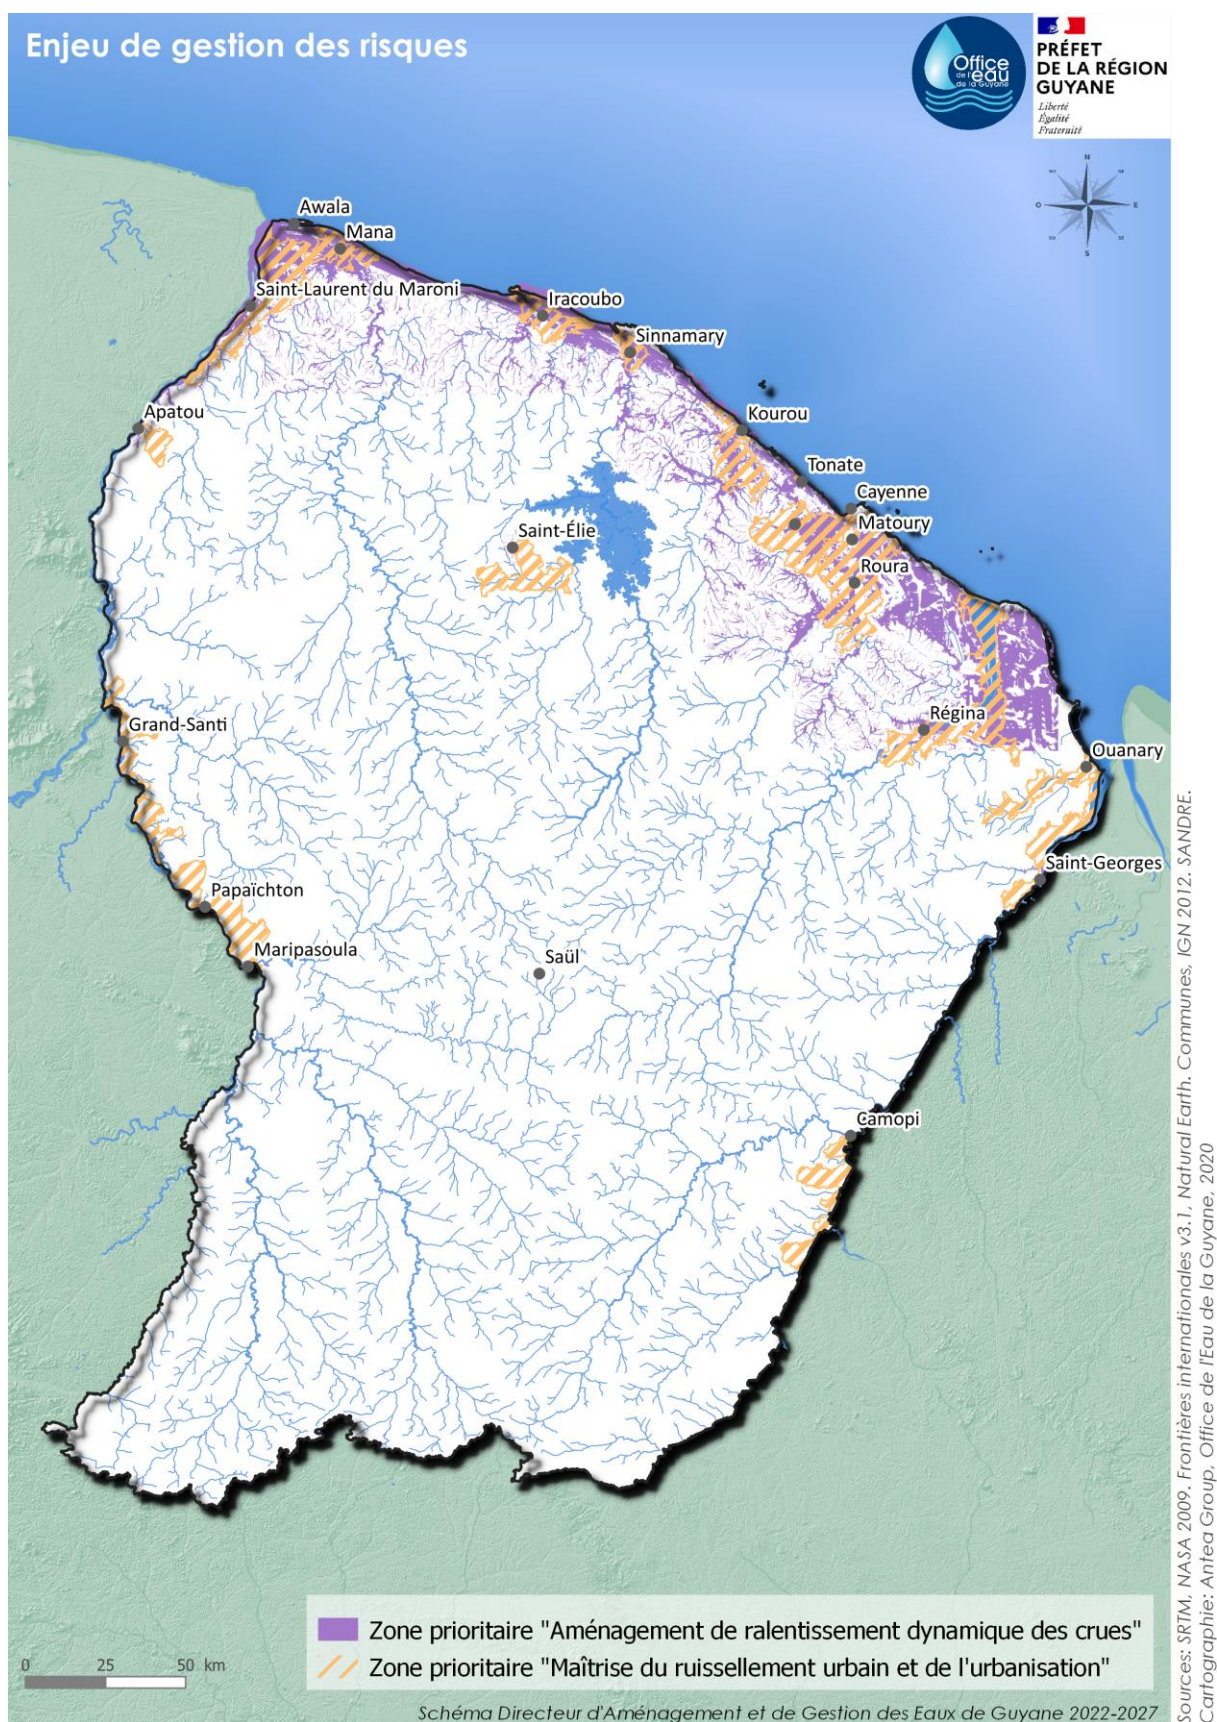 Enjeu de gestion des risques
Office
de l'eau
de la Guyane
PRÉFET
DE LA RÉGION
GUYANE
Liberté
Égalité
Fraternité
N
NO
NE
O
E
SO
SE
S
Awala
Mana
Saint-Laurent du Maroni
Iracoubo
Sinnamary
Apatou
Kourou
Tonate
Cayenne
Saint-Élie
Matoury
Roura
Régina
Grand-Santi
Ouanary
Saint-Georges
Papaïchton
Maripasoula
Saül
Camopi
Zone prioritaire "Aménagement de ralentissement dynamique des crues"
Zone prioritaire "Maîtrise du ruissellement urbain et de l'urbanisation"
0 25 50 km
Schéma Directeur d'Aménagement et de Gestion des Eaux de Guyane 2022-2027
Sources: SRTM, NASA 2009. Frontières internationales v3.1, Natural Earth. Communes, IGN 2012. SANDRE.
Cartographie: Antea Group, Office de l'Eau de la Guyane, 2020